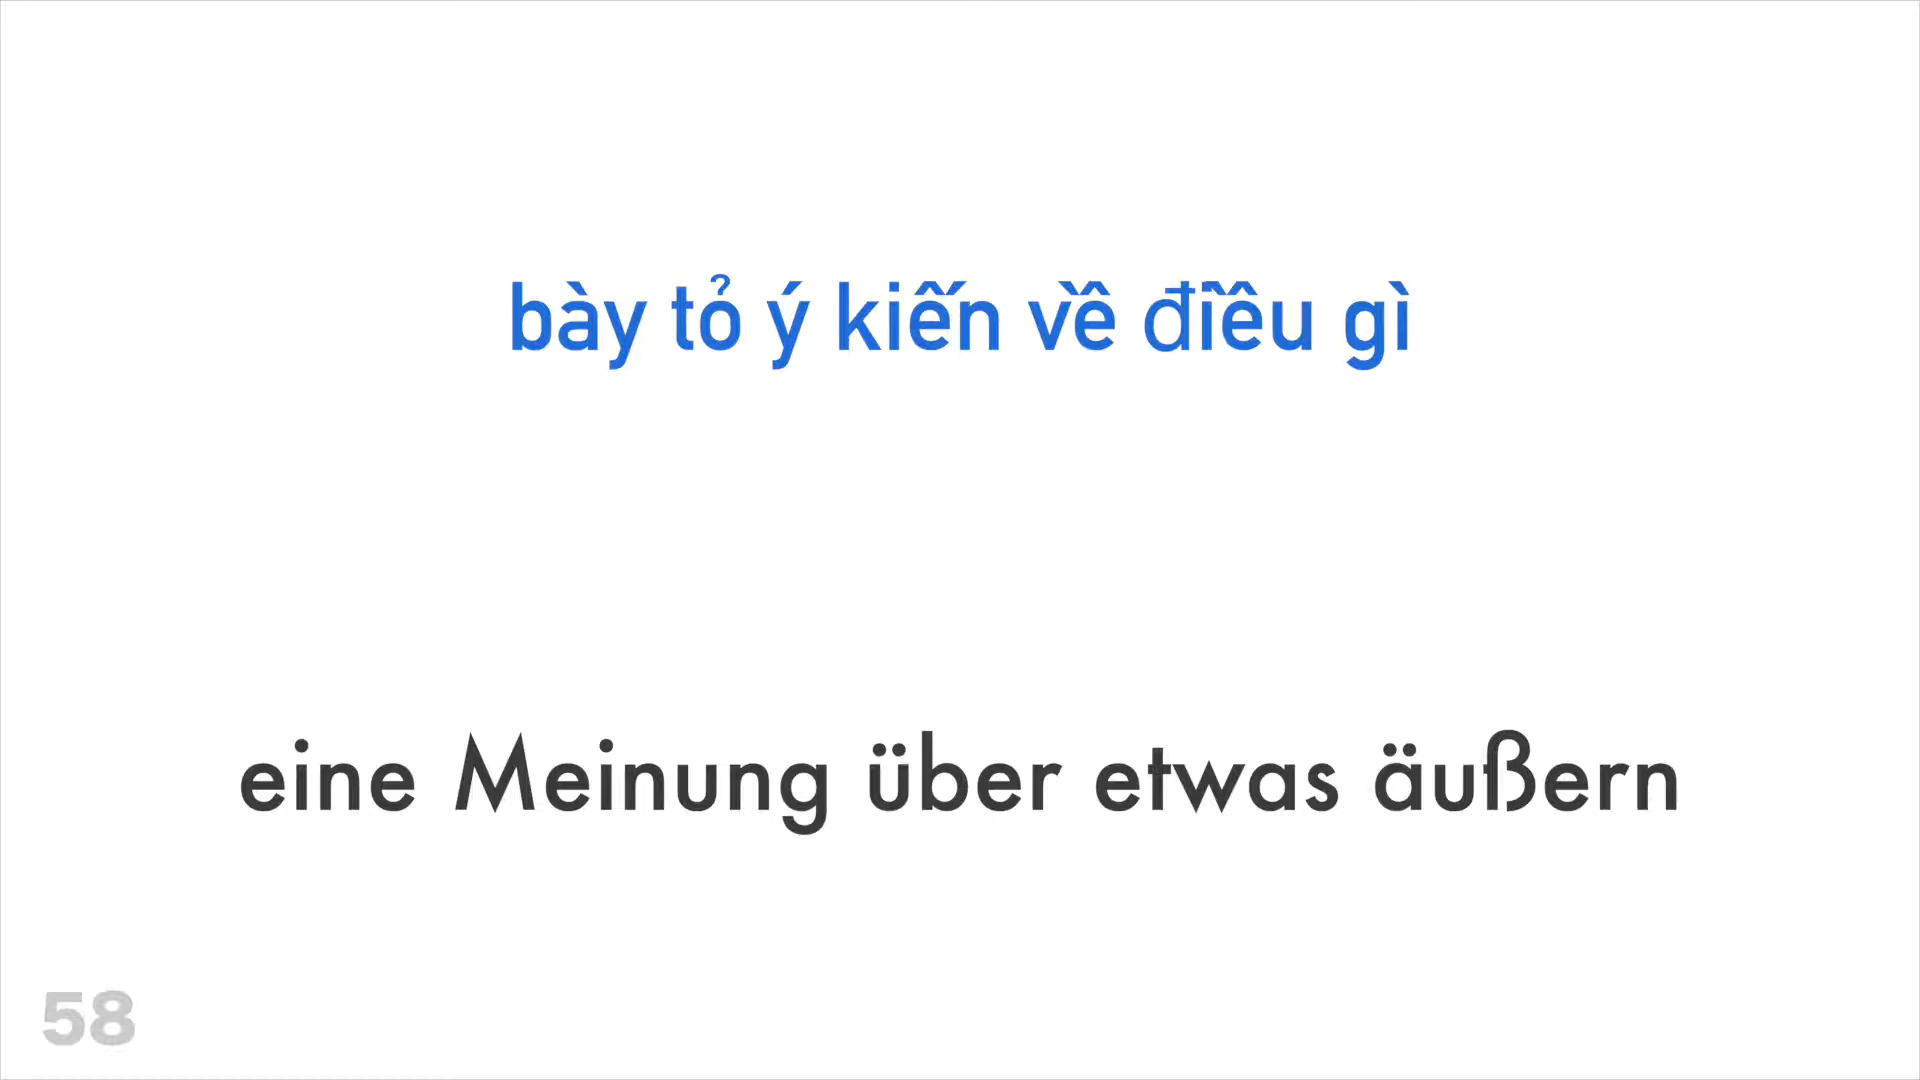 bày tỏ ý kiến về điều gì
eine Meinung über etwas äußern
58